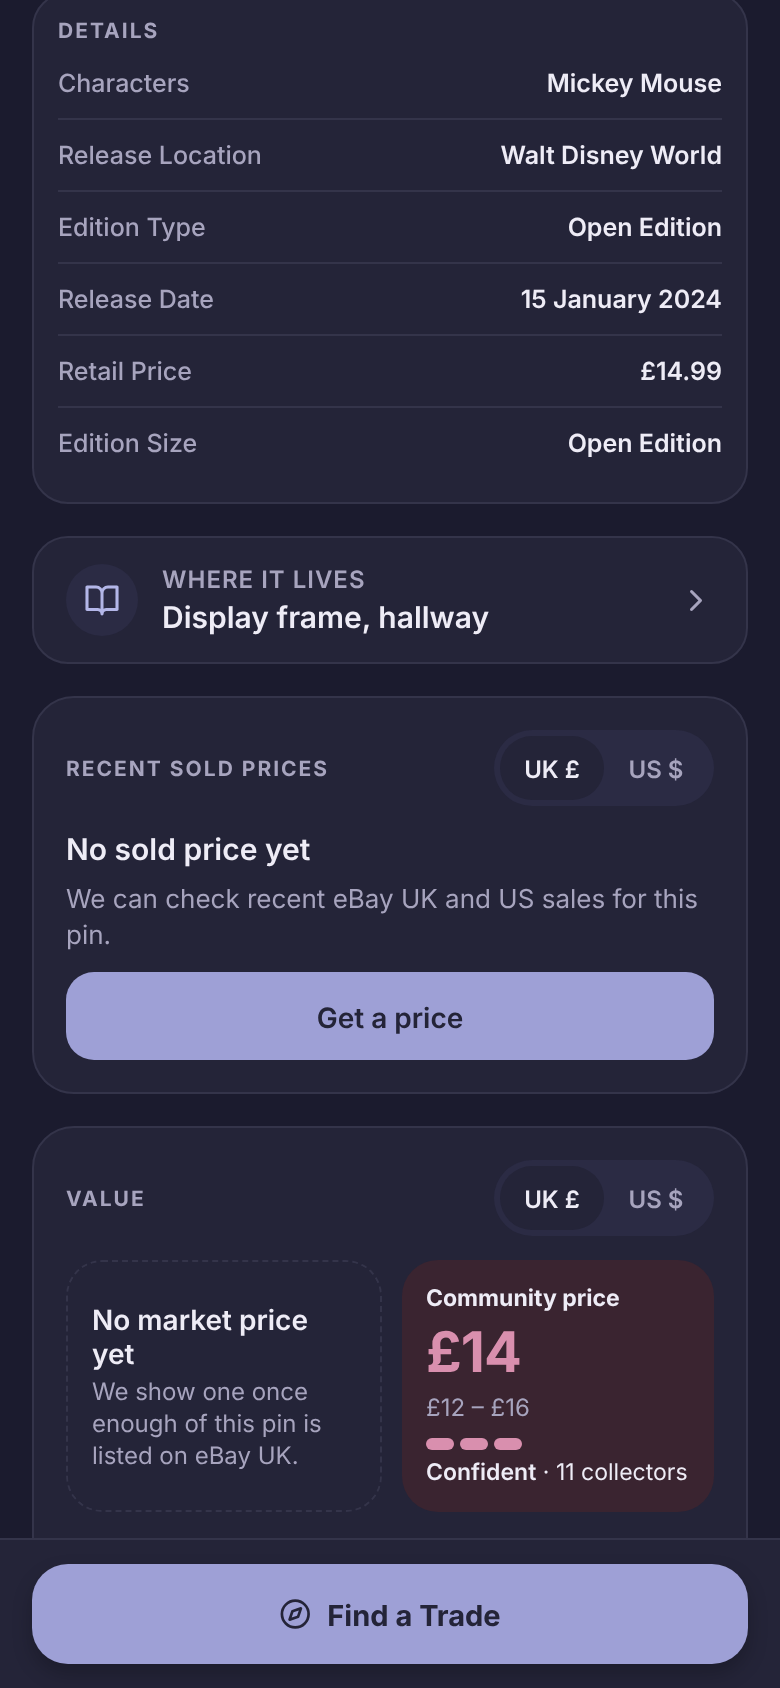 DETAILS
Characters Mickey Mouse
Release Location Walt Disney World
Edition Type Open Edition
Release Date 15 January 2024
Retail Price £14.99
Edition Size Open Edition
WHERE IT LIVES
Display frame, hallway
RECENT SOLD PRICES UK £ US $
No sold price yet
We can check recent eBay UK and US sales for this
pin.
Get a price
VALUE UK £ US $
No market price
yet
We show one once
enough of this pin is
listed on eBay UK.
Community price
£14
£12 – £16
Confident · 11 collectors
Find a Trade